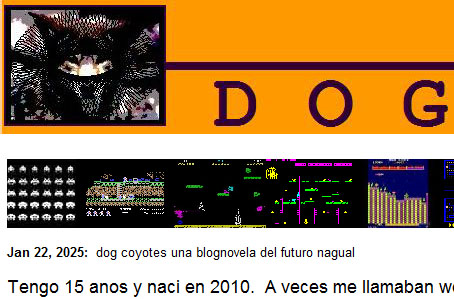 DOG
Jan 22, 2025: dog coyotes una blognovela del futuro nagual
Tengo 15 anos y naci en 2010. A veces me llamaban